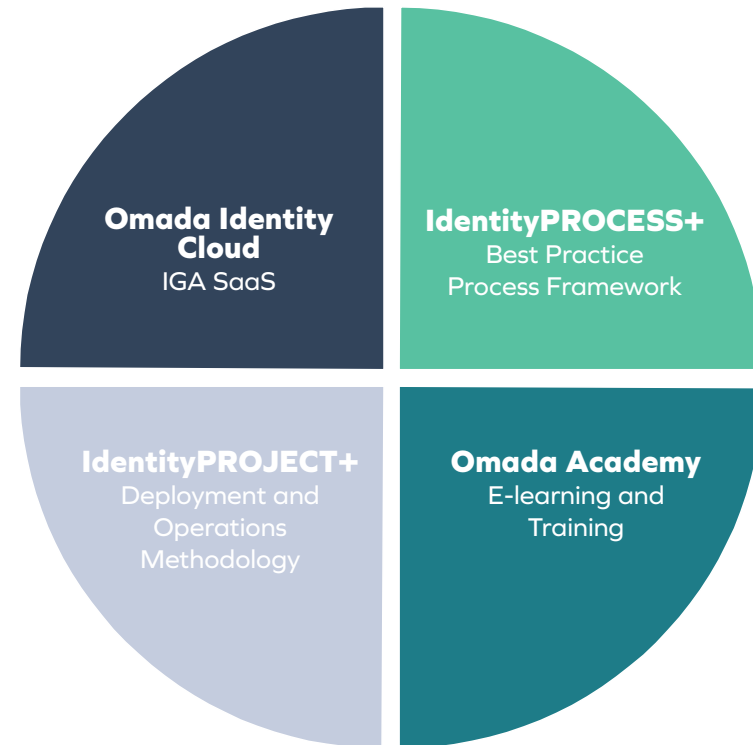 Omada Identity
Cloud
IGA SaaS
IdentityPROCESS+
Best Practice
Process Framework
IdentityPROJECT+
Deployment and
Operations
Methodology
Omada Academy
E-learning and
Training